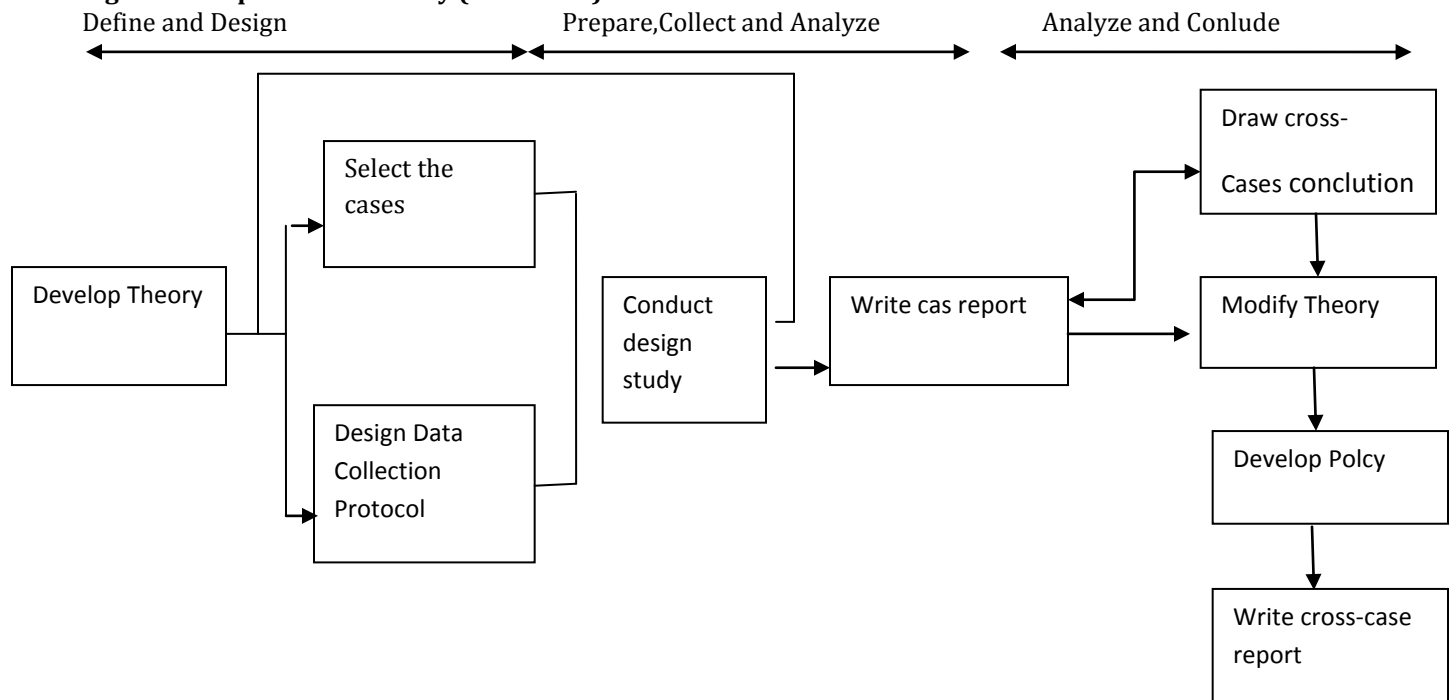 Define and Design
Prepare,Collect and Analyze
Analyze and Conlude
Draw cross-
Cases conclution
Select the
cases
Develop Theory
Conduct
design
study
Write cas report
Modify Theory
Design Data
Collection
Protocol
Develop Polcy
Write cross-case
report